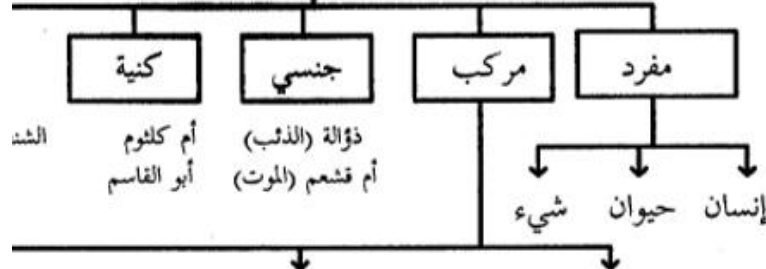 مفرد مركب جنسي كنية
ذؤالة (الذئب) أم كلثوم
أم قشعم (الموت) أبو القاسم
إنسان حيوان شيء